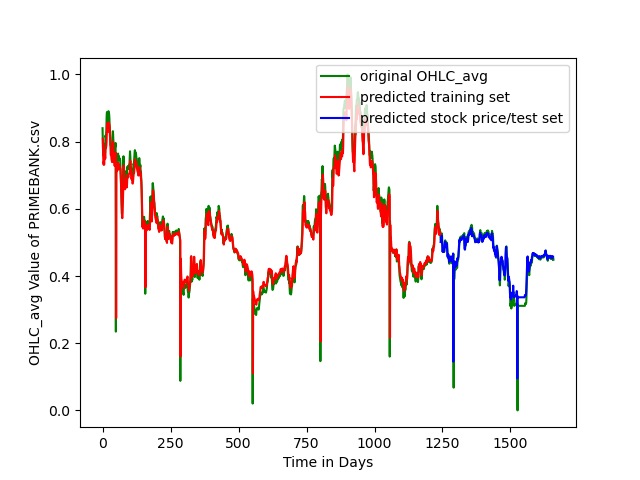 original OHLC_avg
predicted training set
predicted stock price/test set
1.0
0.8
0.6
0.4
0.2
0.0
OHLC_avg Value of PRIMEBANK.csv
0 250 500 750 1000 1250 1500
Time in Days